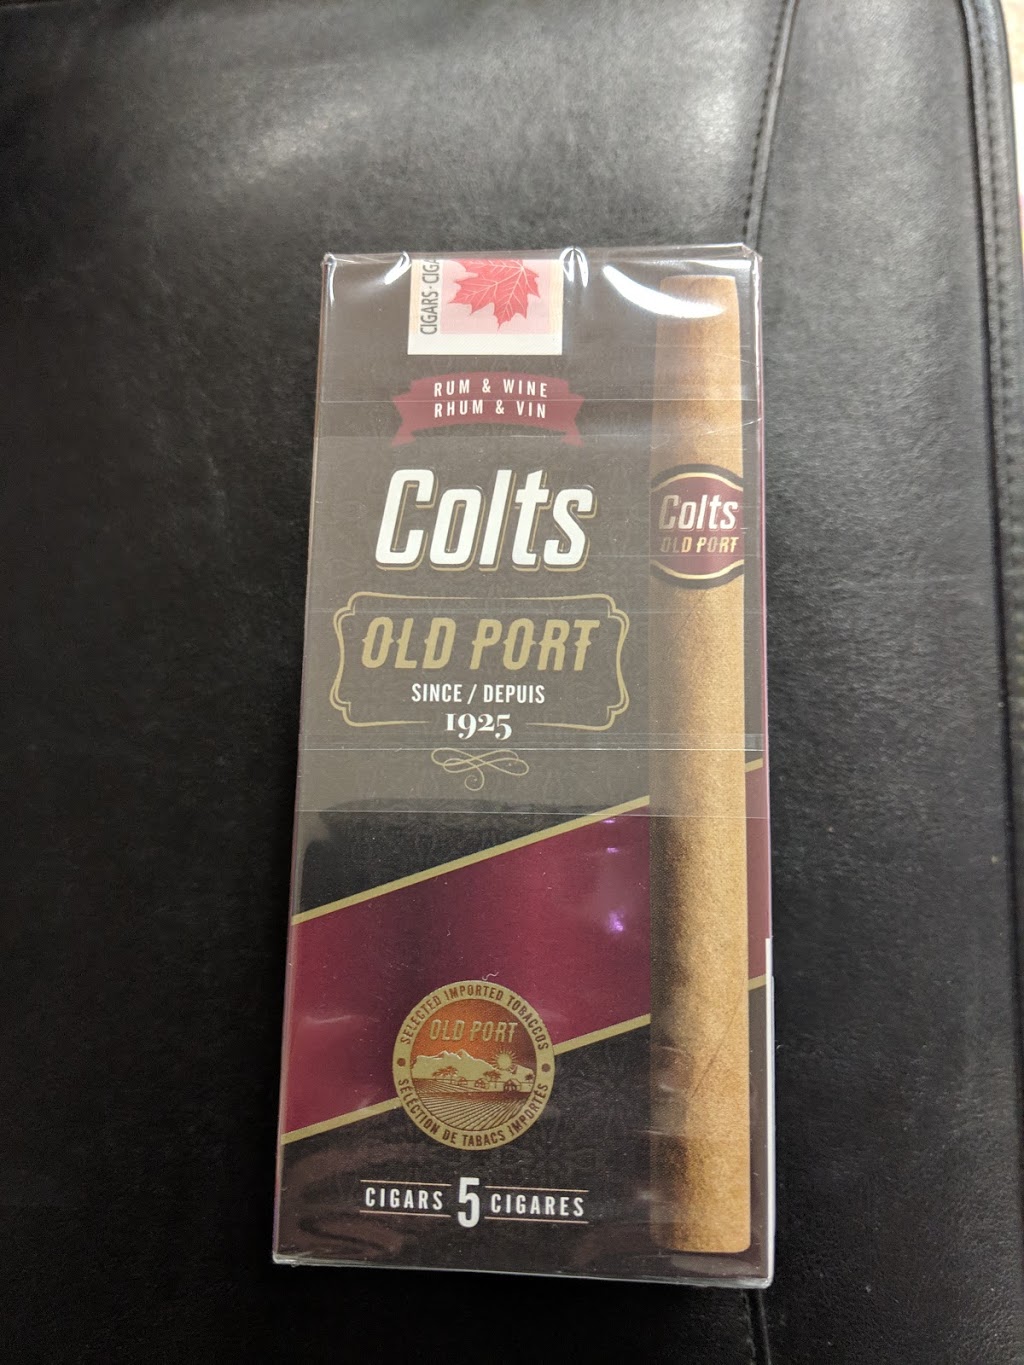 CIGARS · CIGA
RUM & WINE
RHUM & VIN
Colts
OLD PORT
SINCE / DEPUIS
1925
Colts
OLD PORT
SELECTED IMPORTED TOBACCOS
OLD PORT
SÉLECTION DE TABACS IMPORTÉS
CIGARS 5 CIGARES